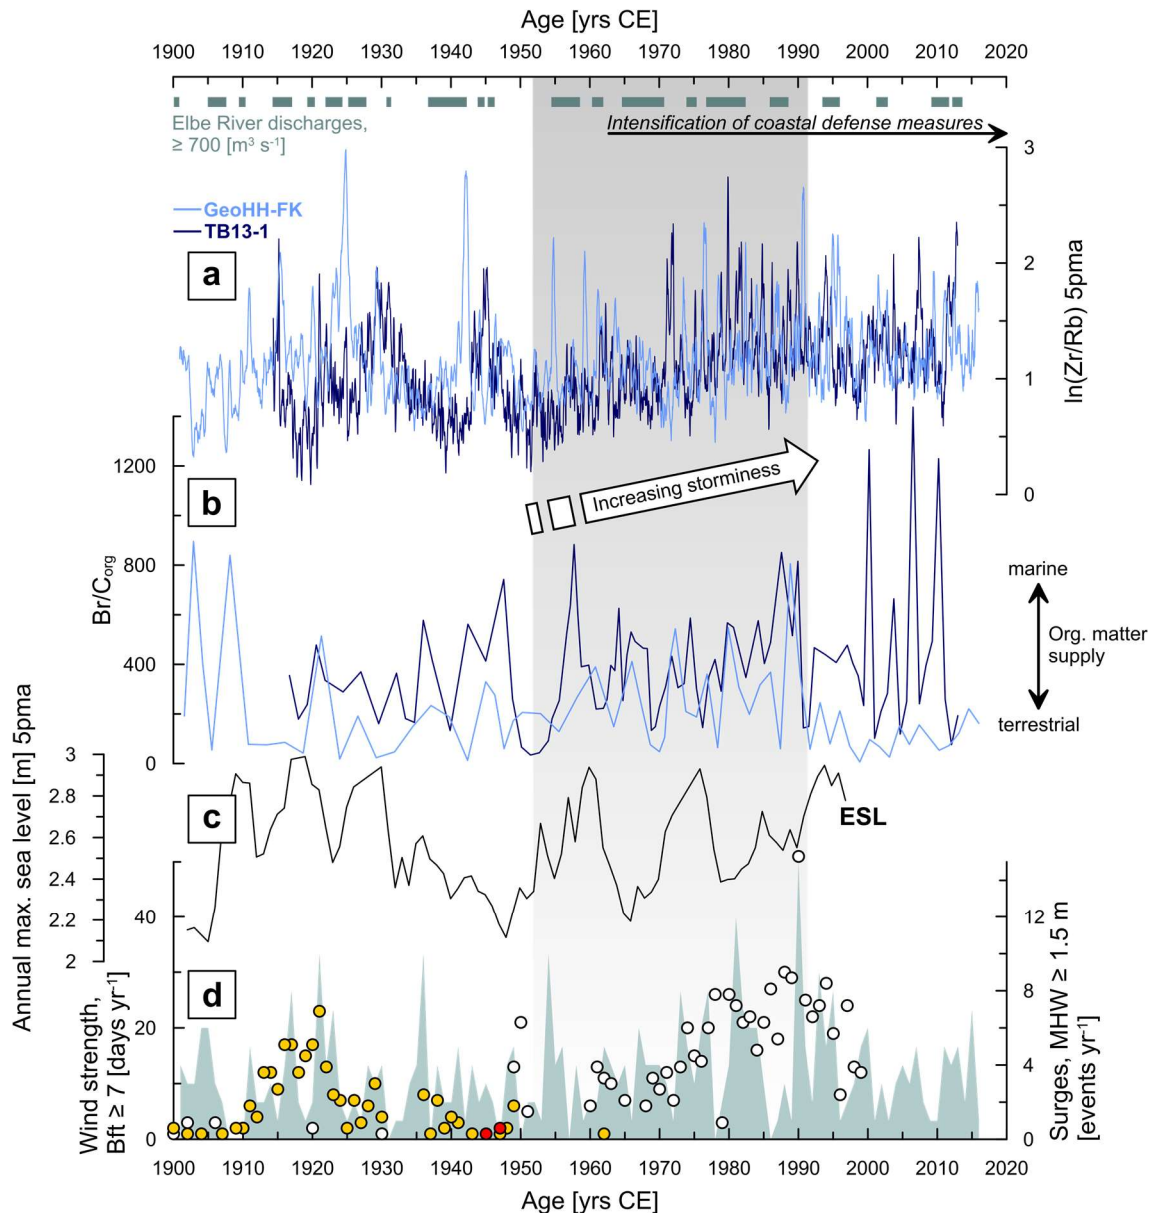 Age [yrs CE]
1900 1910 1920 1930 1940 1950 1960 1970 1980 1990 2000 2010 2020
Elbe River discharges,
≥ 700 [m³ s⁻¹]
Intensification of coastal defense measures
GeoHH-FK
TB13-1
a
3
2
1
0
ln(Zr/Rb) 5pma
b
Increasing storminess
1200
800
400
0
Br/Corg
marine
Org. matter
supply
terrestrial
c
ESL
3
2.8
2.6
2.4
2.2
2
Annual max. sea level [m] 5pma
d
40
20
0
Wind strength,
Bft ≥ 7 [days yr⁻¹]
12
8
4
0
Surges, MHW ≥ 1.5 m
[events yr⁻¹]
1900 1910 1920 1930 1940 1950 1960 1970 1980 1990 2000 2010 2020
Age [yrs CE]